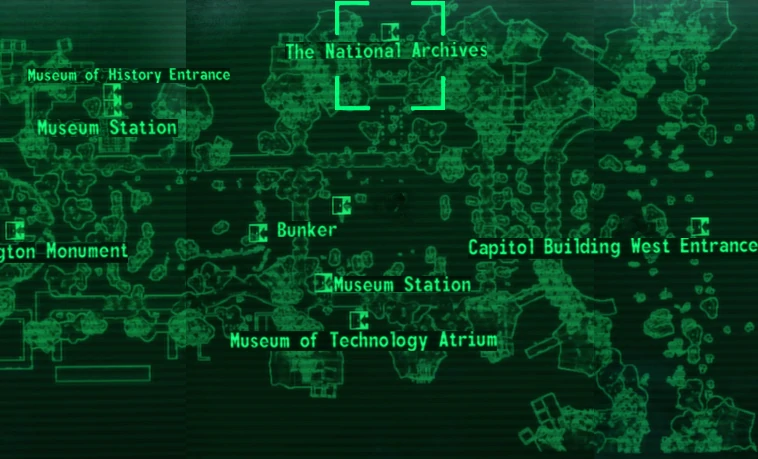 The National Archives
Museum of History Entrance
Museum Station
Bunker
gton Monument
Capitol Building West Entrance
Museum Station
Museum of Technology Atrium